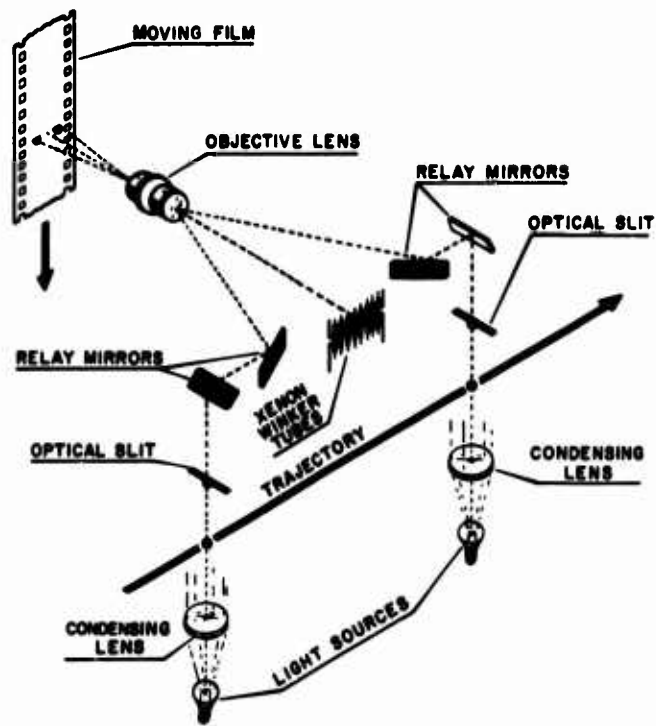 MOVING FILM
OBJECTIVE LENS
RELAY MIRRORS
OPTICAL SLIT
RELAY MIRRORS
XENON
WINKER
TUBES
OPTICAL SLIT
TRAJECTORY
CONDENSING
LENS
CONDENSING
LENS
LIGHT SOURCES